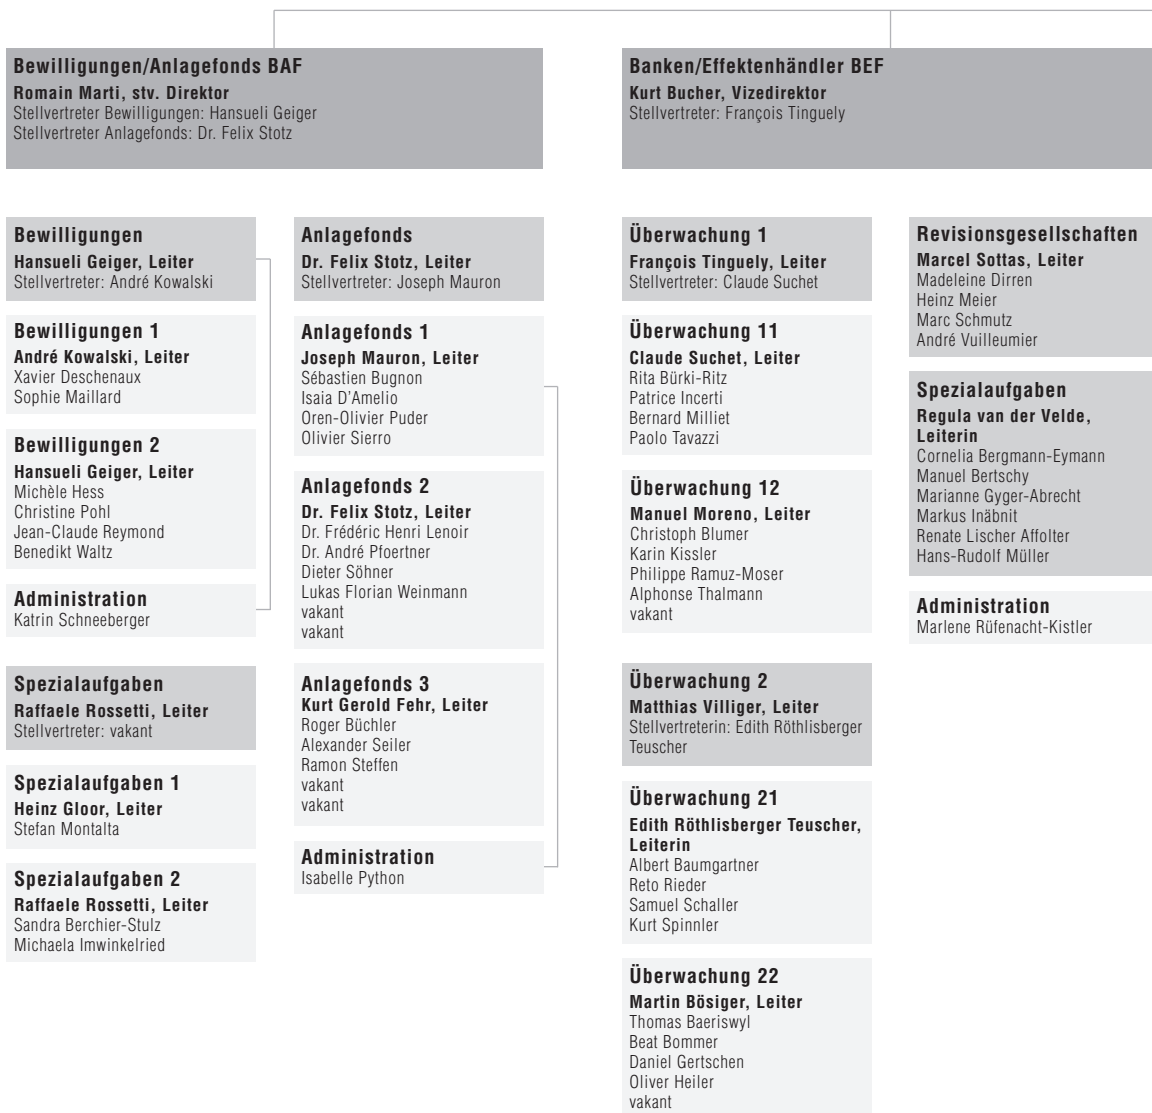 Bewilligungen/Anlagefonds BAF
Romain Marti, stv. Direktor
Stellvertreter Bewilligungen: Hansueli Geiger
Stellvertreter Anlagefonds: Dr. Felix Stotz
Banken/Effektenhändler BEF
Kurt Bucher, Vizedirektor
Stellvertreter: François Tinguely
Bewilligungen
Hansueli Geiger, Leiter
Stellvertreter: André Kowalski
Bewilligungen 1
André Kowalski, Leiter
Xavier Deschenaux
Sophie Maillard
Bewilligungen 2
Hansueli Geiger, Leiter
Michèle Hess
Christine Pohl
Jean-Claude Reymond
Benedikt Waltz
Administration
Katrin Schneeberger
Spezialaufgaben
Raffaele Rossetti, Leiter
Stellvertreter: vakant
Spezialaufgaben 1
Heinz Gloor, Leiter
Stefan Montalta
Spezialaufgaben 2
Raffaele Rossetti, Leiter
Sandra Berchier-Stulz
Michaela Imwinkelried
Anlagefonds
Dr. Felix Stotz, Leiter
Stellvertreter: Joseph Mauron
Anlagefonds 1
Joseph Mauron, Leiter
Sébastien Bugnon
Isaia D'Amelio
Oren-Olivier Puder
Olivier Sierro
Anlagefonds 2
Dr. Felix Stotz, Leiter
Dr. Frédéric Henri Lenoir
Dr. André Pfoertner
Dieter Söhner
Lukas Florian Weinmann
vakant
vakant
Anlagefonds 3
Kurt Gerold Fehr, Leiter
Roger Büchler
Alexander Seiler
Ramon Steffen
vakant
vakant
Administration
Isabelle Python
Überwachung 1
François Tinguely, Leiter
Stellvertreter: Claude Suchet
Überwachung 11
Claude Suchet, Leiter
Rita Bürki-Ritz
Patrice Incerti
Bernard Milliet
Paolo Tavazzi
Überwachung 12
Manuel Moreno, Leiter
Christoph Blumer
Karin Kissler
Philippe Ramuz-Moser
Alphonse Thalmann
vakant
Überwachung 2
Matthias Villiger, Leiter
Stellvertreterin: Edith Röthlisberger
Teuscher
Überwachung 21
Edith Röthlisberger Teuscher,
Leiterin
Albert Baumgartner
Reto Rieder
Samuel Schaller
Kurt Spinnler
Überwachung 22
Martin Bösiger, Leiter
Thomas Baeriswyl
Beat Bommer
Daniel Gertschen
Oliver Heiler
vakant
Revisionsgesellschaften
Marcel Sottas, Leiter
Madeleine Dirren
Heinz Meier
Marc Schmutz
André Vuilleumier
Spezialaufgaben
Regula van der Velde,
Leiterin
Cornelia Bergmann-Eymann
Manuel Bertschy
Marianne Gyger-Abrecht
Markus Inäbnit
Renate Lischer Affolter
Hans-Rudolf Müller
Administration
Marlene Rüfenacht-Kistler